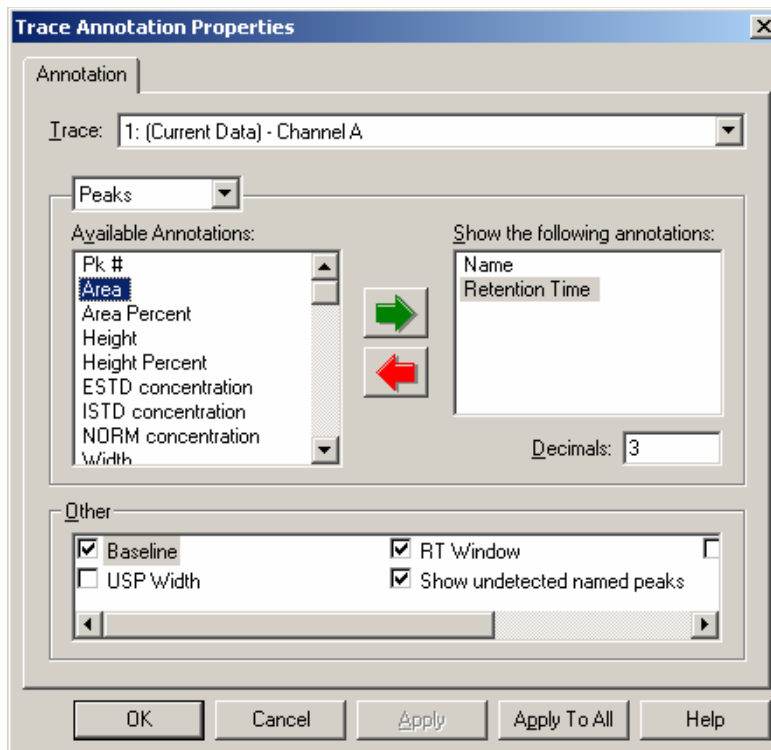 Trace Annotation Properties
Annotation
Trace: 1: (Current Data) - Channel A
Peaks
Available Annotations:
Pk #
Area
Area Percent
Height
Height Percent
ESTD concentration
ISTD concentration
NORM concentration
Width
Show the following annotations:
Name
Retention Time
Decimals: 3
Other
Baseline
RT Window
USP Width
Show undetected named peaks
OK
Cancel
Apply
Apply To All
Help